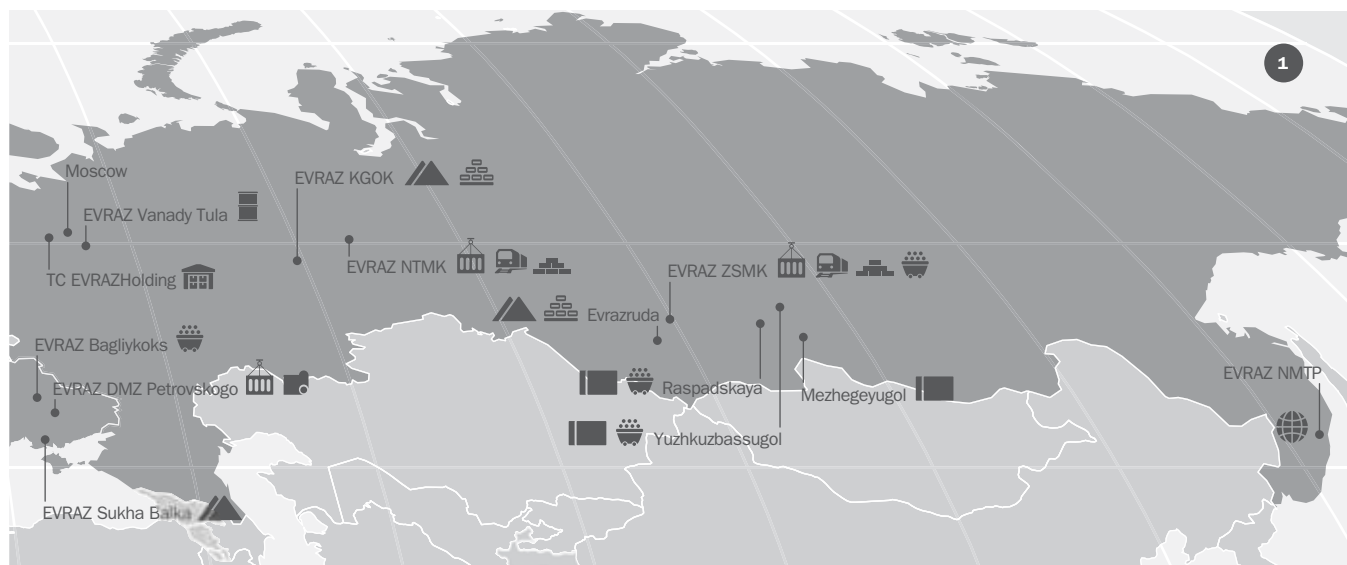 1
Moscow
EVRAZ KGOK
EVRAZ Vanady Tula
TC EVRAZHolding
EVRAZ NTMK
EVRAZ ZSMK
Evrazruda
EVRAZ Bagliykoks
EVRAZ DMZ Petrovskogo
Raspadskaya
Mezhegeyugol
EVRAZ NMTP
Yuzhkuzbassugol
EVRAZ Sukha Balka